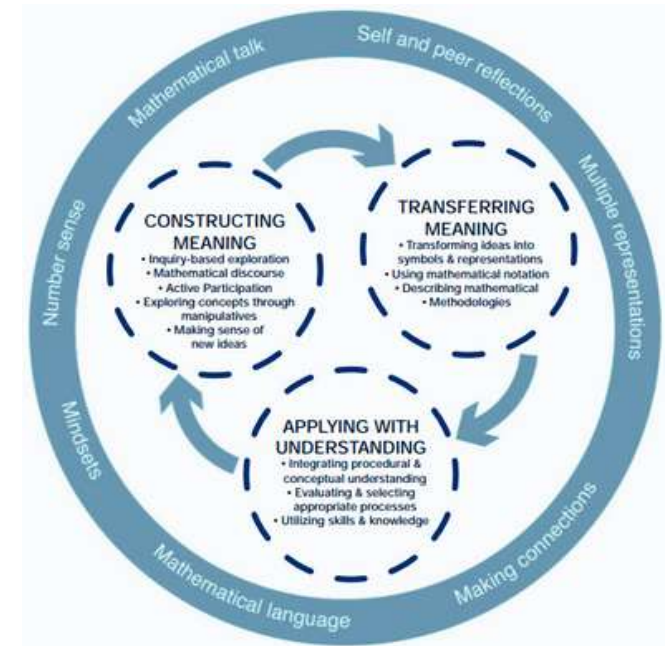 Mathematical talk
Self and peer reflections
Multiple representations
Making connections
Mathematical language
Mindsets
Number sense
CONSTRUCTING
MEANING
• Inquiry-based exploration
• Mathematical discourse
• Active Participation
• Exploring concepts through
manipulatives
• Making sense of
new ideas
TRANSFERRING
MEANING
• Transforming ideas into
symbols & representations
• Using mathematical notation
• Describing mathematical
• Methodologies
APPLYING WITH
UNDERSTANDING
• Integrating procedural &
conceptual understanding
• Evaluating & selecting
appropriate processes
• Utilizing skills & knowledge